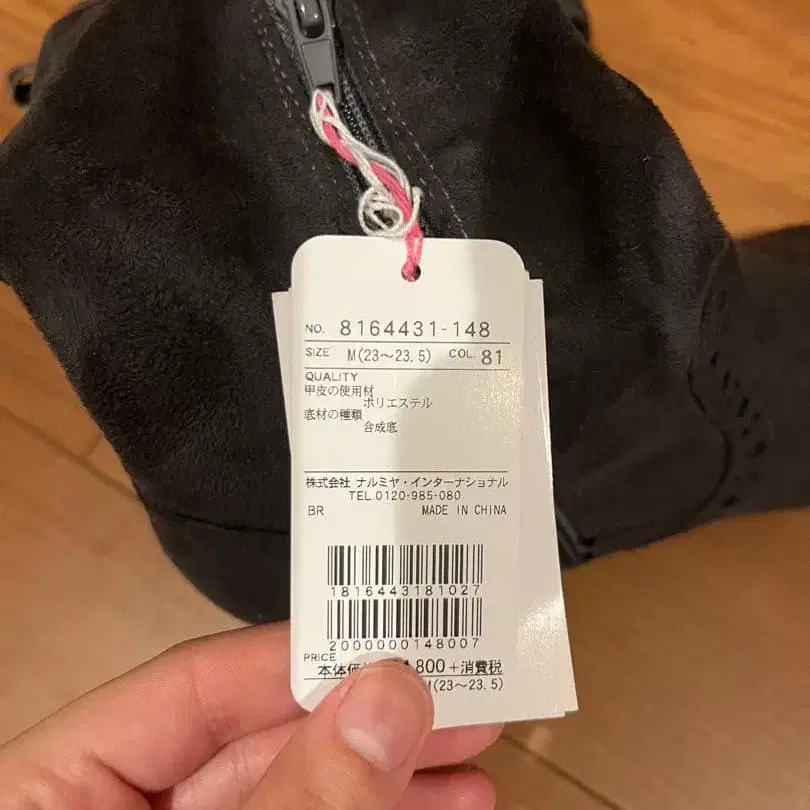 NO. 8164431-148
SIZE M(23〜23.5) COL. 81
QUALITY
甲皮の使用材
ポリエステル
底材の種類
合成底
株式会社 ナルミヤ・インターナショナル
TEL.0120-985-080
BR MADE IN CHINA
1816443181027
2000000148007
PRICE
本体価 4,800+消費税
M(23〜23.5)